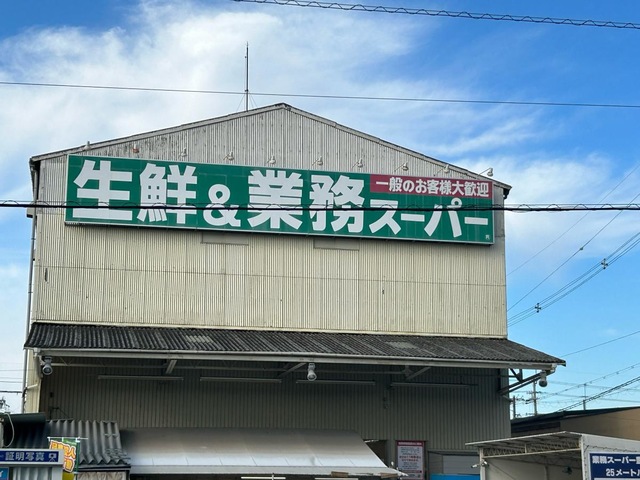 生鮮&業務スーパー
一般のお客様大歓迎
証明写真
業務スーパー
25メートル